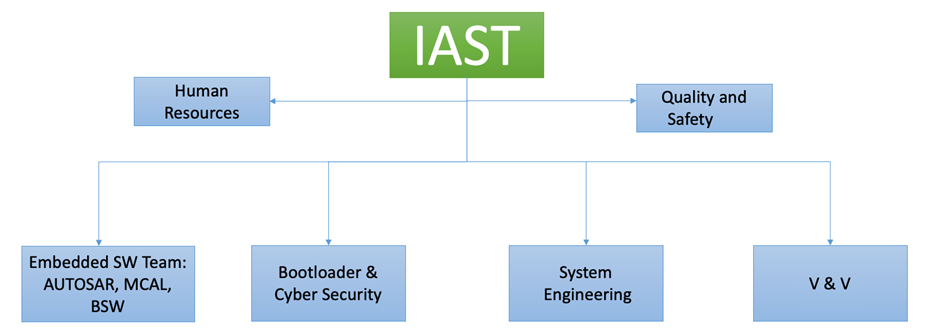 IAST
Human
Resources
Quality and
Safety
Embedded SW Team:
AUTOSAR, MCAL,
BSW
Bootloader &
Cyber Security
System
Engineering
V & V